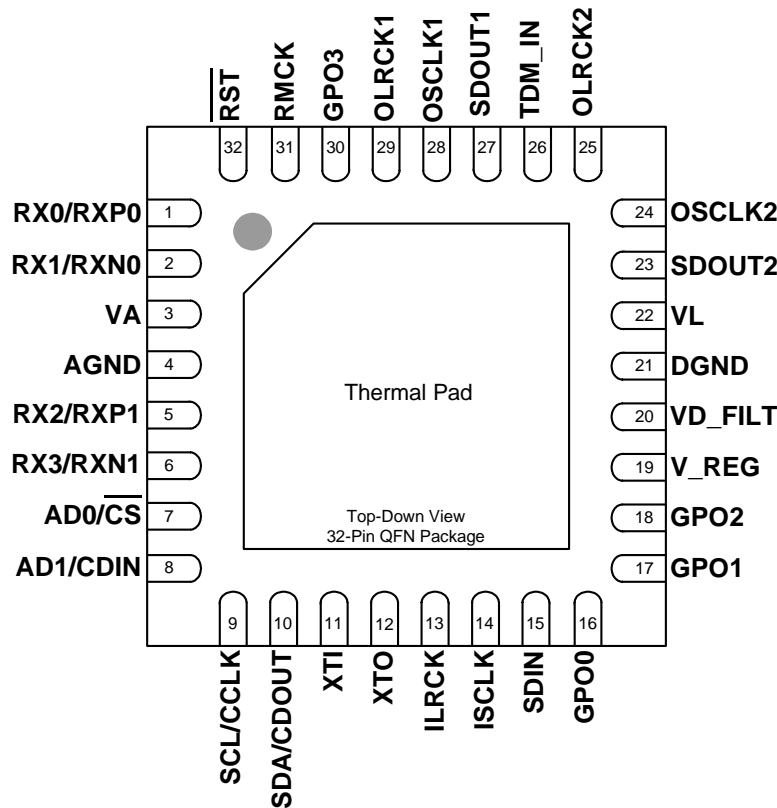 RST
RMCK
GPO3
OLRCK1
OSCLK1
SDOUT1
TDM_IN
OLRCK2
32
31
30
29
28
27
26
25
RX0/RXP0 1
RX1/RXN0 2
VA 3
AGND 4
RX2/RXP1 5
RX3/RXN1 6
AD0/CS 7
AD1/CDIN 8
24 OSCLK2
23 SDOUT2
22 VL
21 DGND
20 VD_FILT
19 V_REG
18 GPO2
17 GPO1
Thermal Pad
Top-Down View
32-Pin QFN Package
9
10
11
12
13
14
15
16
SCL/CCLK
SDA/CDOUT
XTI
XTO
ILRCK
ISCLK
SDIN
GPO0